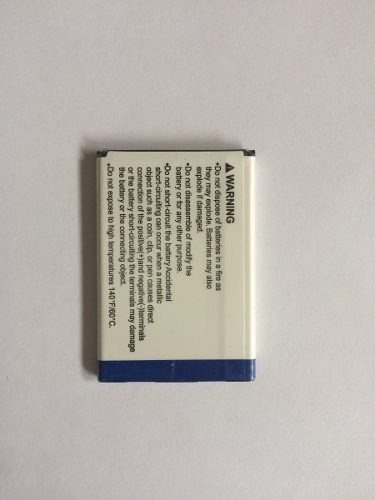 ⚠ WARNING
•Do not dispose of batteries in a fire as
they may explode. Batteries may also
explode if damaged.
•Do not disassemble of modify the
battery or for any other purpose.
•Do not short-circuit the battery Accidental
short-circuiting can occur when a metallic
object such as a coin, clip, or pen causes direct
connection of the positive(+)and negative(-)terminals
or the battery short-circuiting the terminals may damage
the battery or the connecting object.
•Do not expose to high temperatures 140°F/60°C.